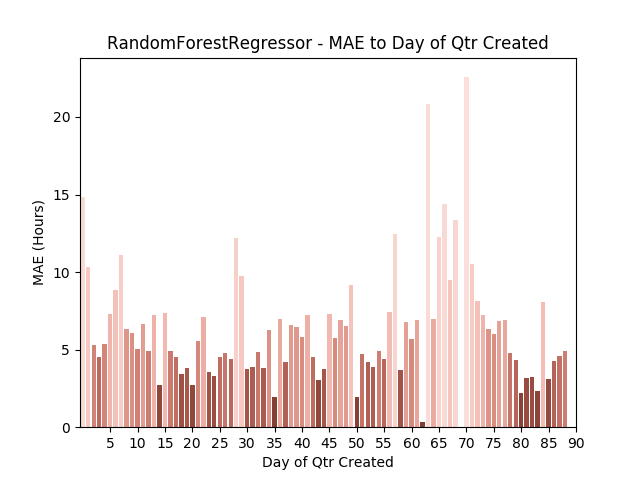 RandomForestRegressor - MAE to Day of Qtr Created
MAE (Hours)
20
15
10
5
0
5 10 15 20 25 30 35 40 45 50 55 60 65 70 75 80 85 90
Day of Qtr Created